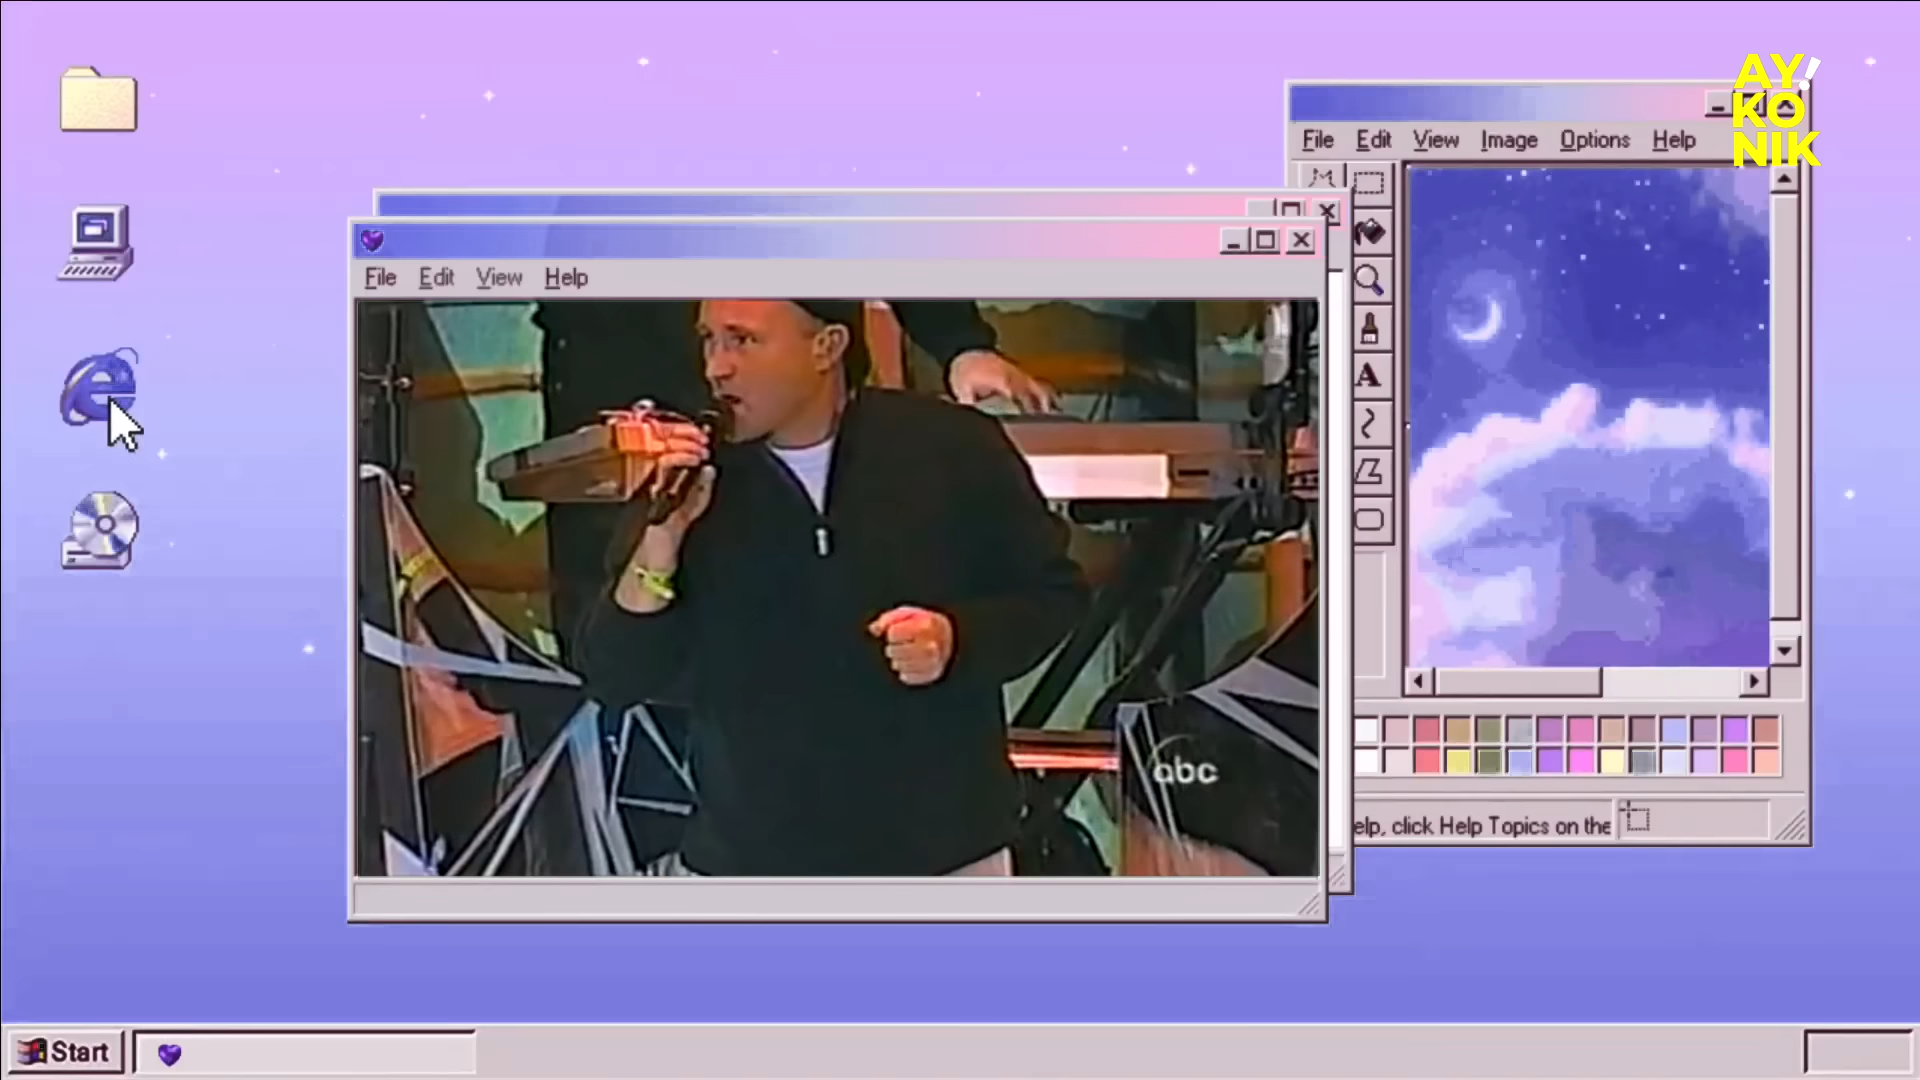 AY!
KO
NIK
File Edit View Image Options Help
File Edit View Help
A
abc
elp, click Help Topics on the
Start